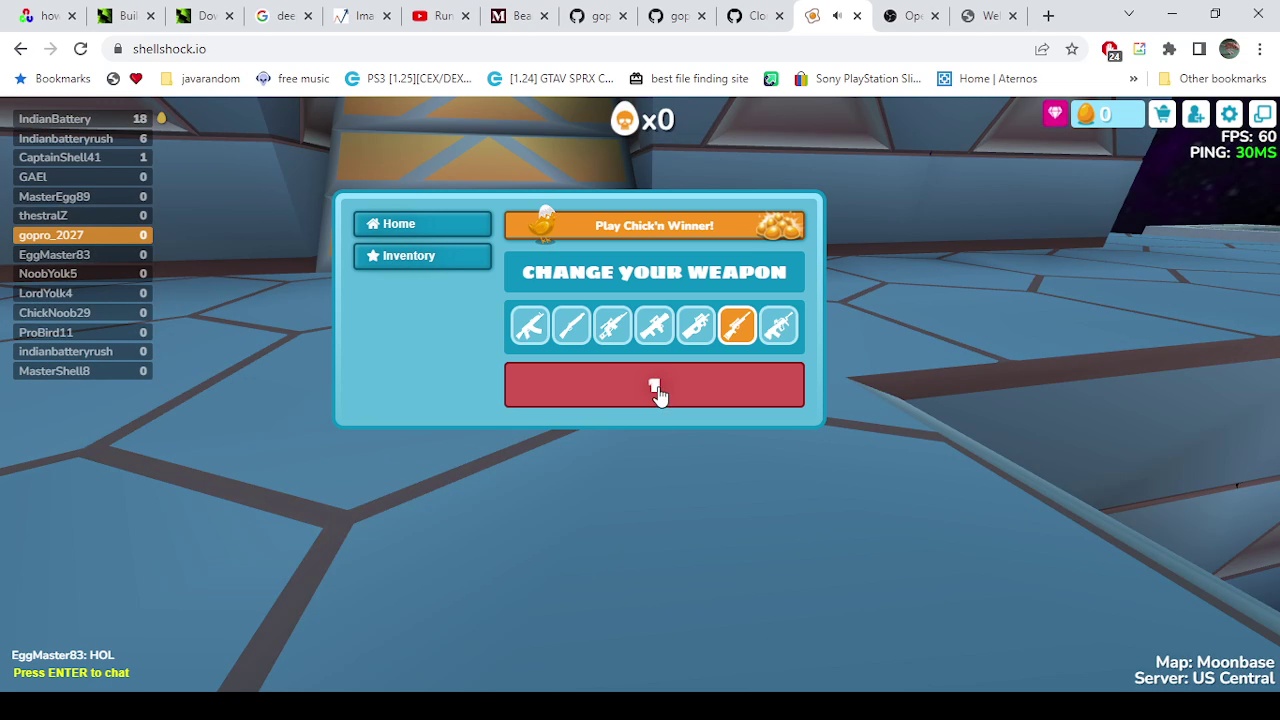 how
Buil
Dov
dee
Ima
Run
Bea
gop
gop
Clo
Ope
Wel
shellshock.io
24
Bookmarks
javarandom
free music
PS3 [1.25][CEX/DEX...
[1.24] GTAV SPRX C...
best file finding site
Sony PlayStation Sli...
Home | Aternos
»
Other bookmarks
IndianBattery 18
Indianbatteryrush 6
CaptainShell41 1
GAEl 0
MasterEgg89 0
thestralZ 0
gopro_2027 0
EggMaster83 0
NoobYolk5 0
LordYolk4 0
ChickNoob29 0
ProBird11 0
indianbatteryrush 0
MasterShell8 0
x0
0
FPS: 60
PING: 30MS
Home
Inventory
Play Chick'n Winner!
CHANGE YOUR WEAPON
EggMaster83: HOL
Press ENTER to chat
Map: Moonbase
Server: US Central